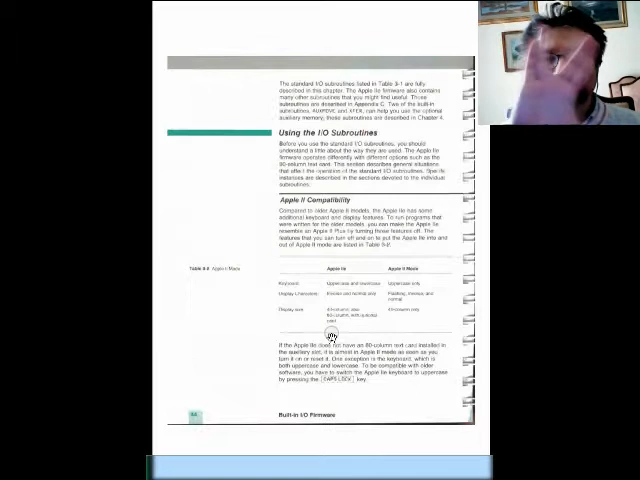 The standard I/O subroutines listed in Table 3-1 are fully
described in this chapter. The Apple IIe firmware also contains
many other subroutines that you might find useful. Those
subroutines are described in Appendix C. Two of the built-in
subroutines, AUXMOVE and XFER, can help you use the optional
auxiliary memory; those subroutines are described in Chapter 4.
Using the I/O Subroutines
Before you use the standard I/O subroutines, you should
understand a little about the way they are used. The Apple IIe
firmware operates differently with different options such as the
80-column text card. This section describes general situations
that affect the operation of the standard I/O subroutines. Specific
instances are described in the sections devoted to the individual
subroutines.
Apple II Compatibility
Compared to older Apple II models, the Apple IIe has some
additional keyboard and display features. To run programs that
were written for the older models, you can make the Apple IIe
resemble an Apple II Plus by turning those features off. The
features that you can turn off and on to put the Apple IIe into and
out of Apple II mode are listed in Table
Table Apple II Mode
Apple IIe Apple II Mode
Keyboard: Uppercase and lowercase Uppercase only
Display Characters: Inverse and normal only Flashing, inverse, and
normal
Display size: 40-column; also 40-column only
80-column, with optional
card
If the Apple IIe does not have an 80-column text card installed in
the auxiliary slot, it is almost in Apple II mode as soon as you
turn it on or reset it. One exception is the keyboard, which is
both uppercase and lowercase. To be compatible with older
software, you have to switch the Apple IIe keyboard to uppercase
by pressing the CAPS LOCK key.
Built-in I/O Firmware